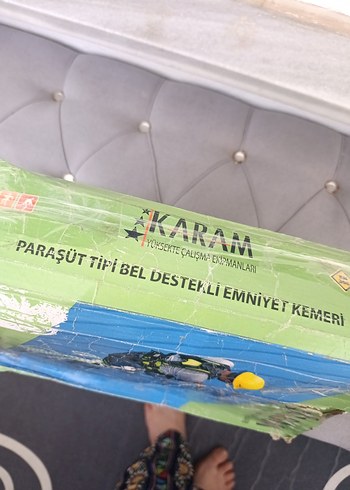 KARAM
YÜKSEKTE ÇALIŞMA EKİPMANLARI
PARAŞÜT TİPİ BEL DESTEKLİ EMNİYET KEMERİ